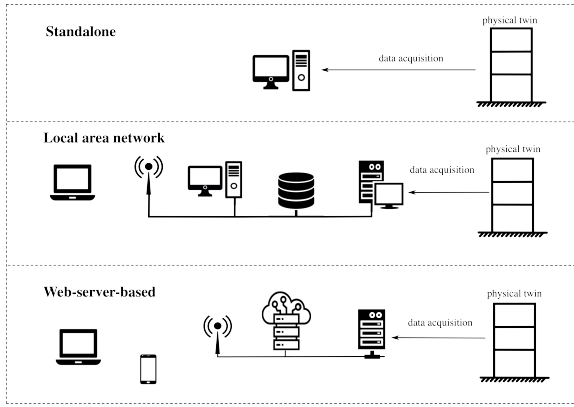 physical twin
Standalone
data acquisition
Local area network
physical twin
data acquisition
Web-server-based
physical twin
data acquisition